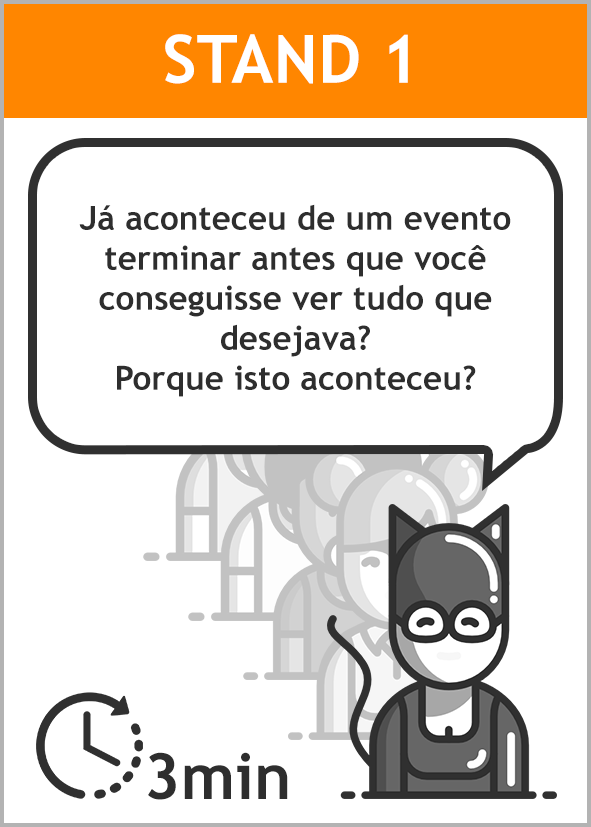 STAND 1
Já aconteceu de um evento
terminar antes que você
conseguisse ver tudo que
desejava?
Porque isto aconteceu?
3min